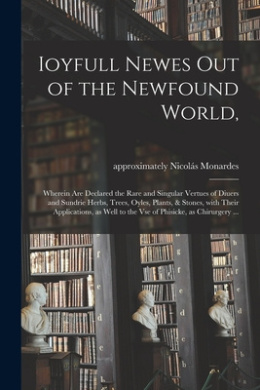 Ioyfull Newes Out
of the Newfound
World,
approximately Nicolás Monardes
Wherein Are Declared the Rare and Singular Vertues of Diuers
and Sundrie Herbs, Trees, Oyles, Plants, & Stones, With Their
Applications, as Well to the Vse of Phisicke, as Chirurgery ...